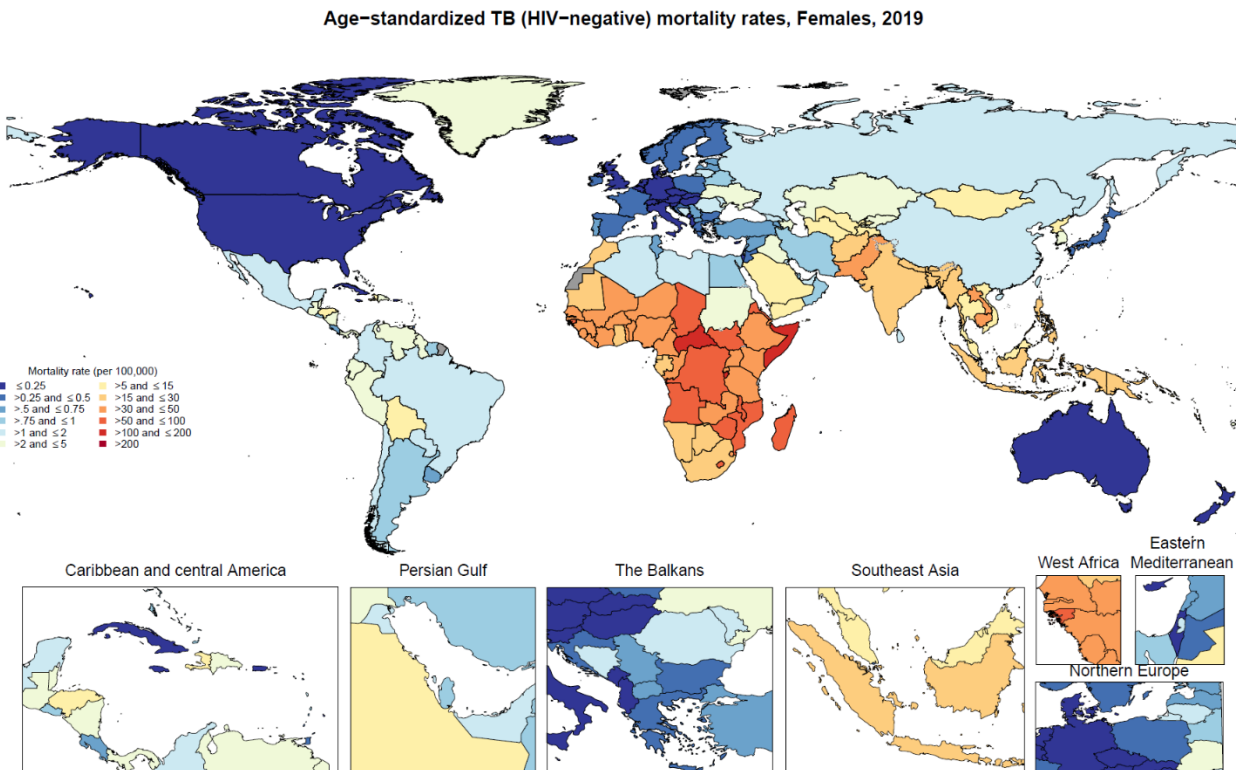 Age−standardized TB (HIV−negative) mortality rates, Females, 2019
Mortality rate (per 100,000)
≤ 0.25
>0.25 and ≤ 0.5
>.5 and ≤ 0.75
>.75 and ≤ 1
>1 and ≤ 2
>2 and ≤ 5
>5 and ≤ 15
>15 and ≤ 30
>30 and ≤ 50
>50 and ≤ 100
>100 and ≤ 200
>200
Caribbean and central America
Persian Gulf
The Balkans
Southeast Asia
West Africa
Eastern
Mediterranean
Northern Europe